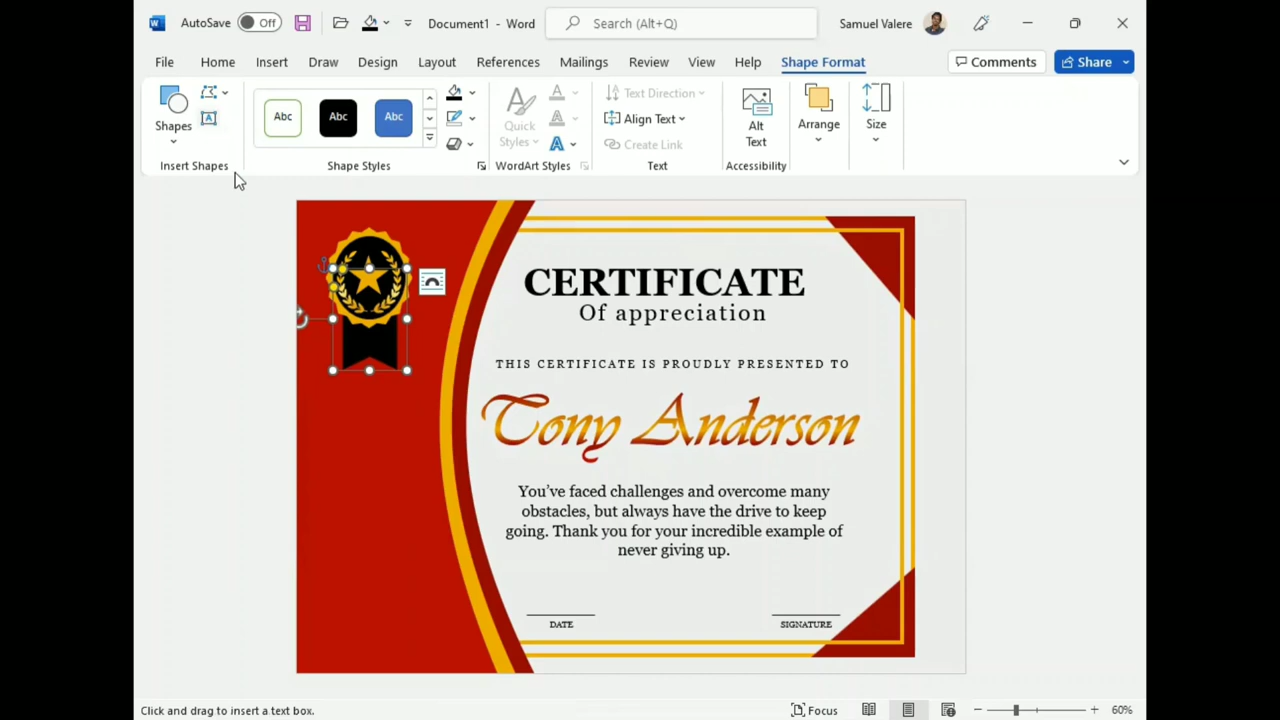 AutoSave Off Document1 - Word Search (Alt+Q) Samuel Valere
File Home Insert Draw Design Layout References Mailings Review View Help Shape Format Comments Share
Shapes
Insert Shapes
Abc Abc Abc
Shape Styles
Quick
Styles
WordArt Styles
Text Direction
Align Text
Create Link
Text
Alt
Text
Accessibility
Arrange
Size
CERTIFICATE
Of appreciation
THIS CERTIFICATE IS PROUDLY PRESENTED TO
Tony Anderson
You've faced challenges and overcome many
obstacles, but always have the drive to keep
going. Thank you for your incredible example of
never giving up.
DATE SIGNATURE
Click and drag to insert a text box. Focus 60%